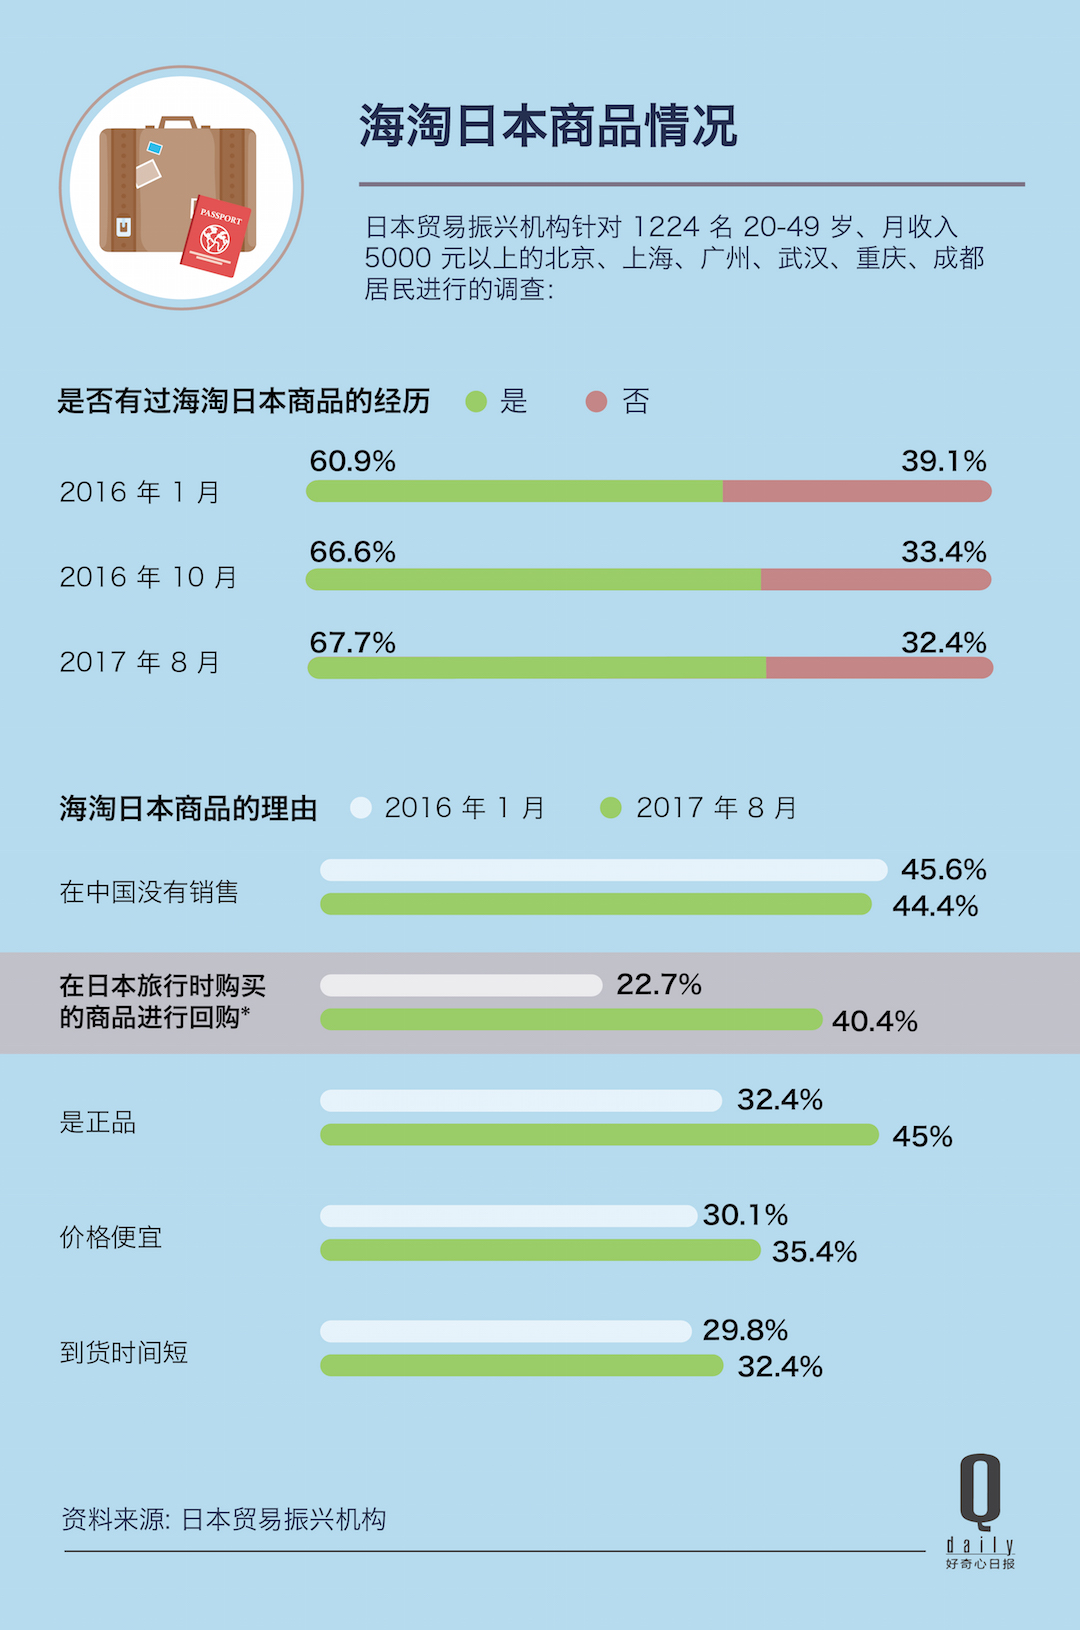 PASSPORT
海淘日本商品情况
日本贸易振兴机构针对 1224 名 20-49 岁、月收入
5000 元以上的北京、上海、广州、武汉、重庆、成都
居民进行的调查：
是否有过海淘日本商品的经历 是 否
60.9% 39.1%
2016 年 1 月
66.6% 33.4%
2016 年 10 月
67.7% 32.4%
2017 年 8 月
海淘日本商品的理由 2016 年 1 月 2017 年 8 月
在中国没有销售
45.6%
44.4%
在日本旅行时购买
的商品进行回购*
22.7%
40.4%
是正品
32.4%
45%
价格便宜
30.1%
35.4%
到货时间短
29.8%
32.4%
资料来源: 日本贸易振兴机构
Q
daily
好奇心日报